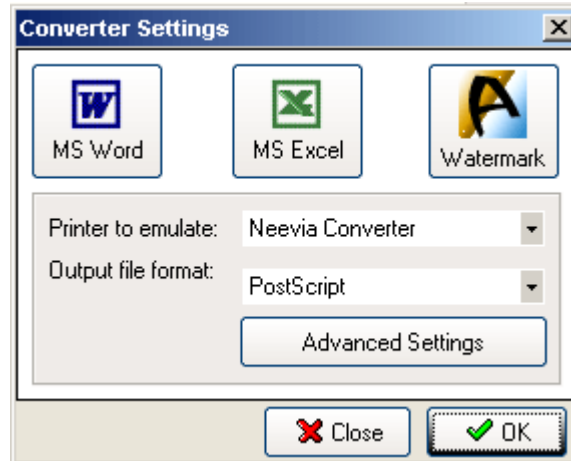 Converter Settings
MS Word
MS Excel
Watermark
Printer to emulate: Neevia Converter
Output file format: PostScript
Advanced Settings
Close OK